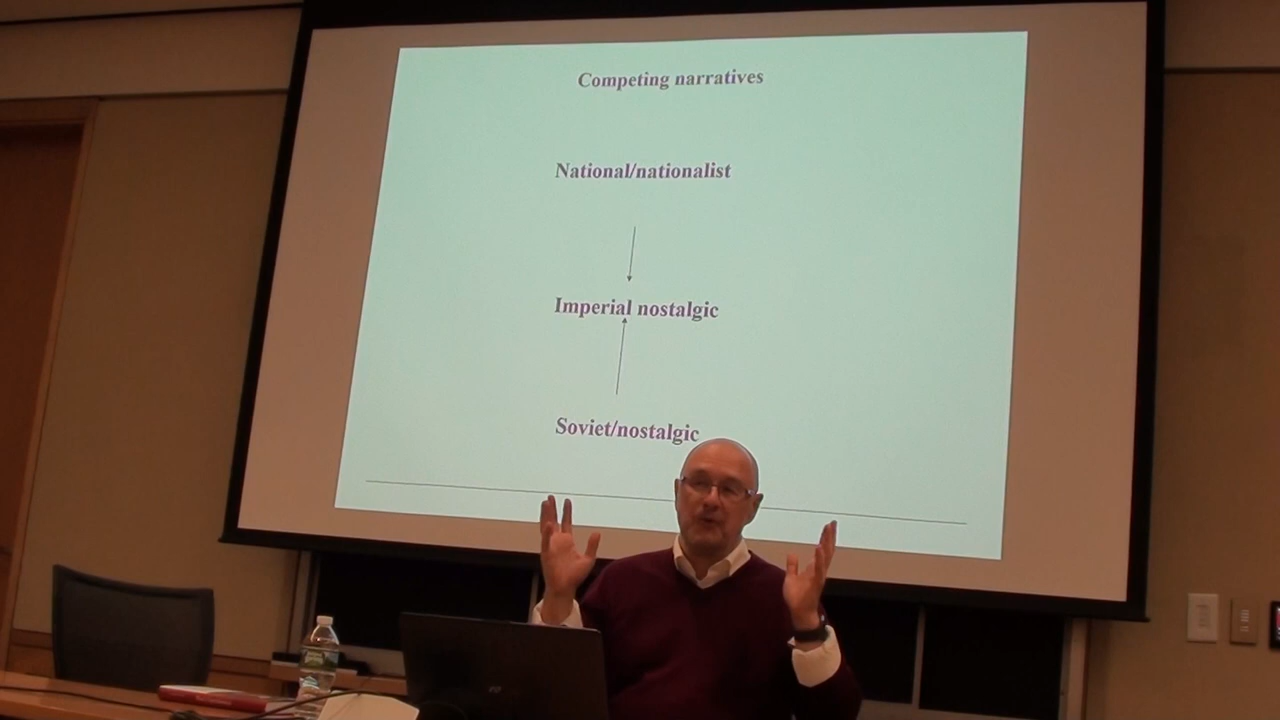 Competing narratives
National/nationalist
Imperial nostalgic
Soviet/nostalgic